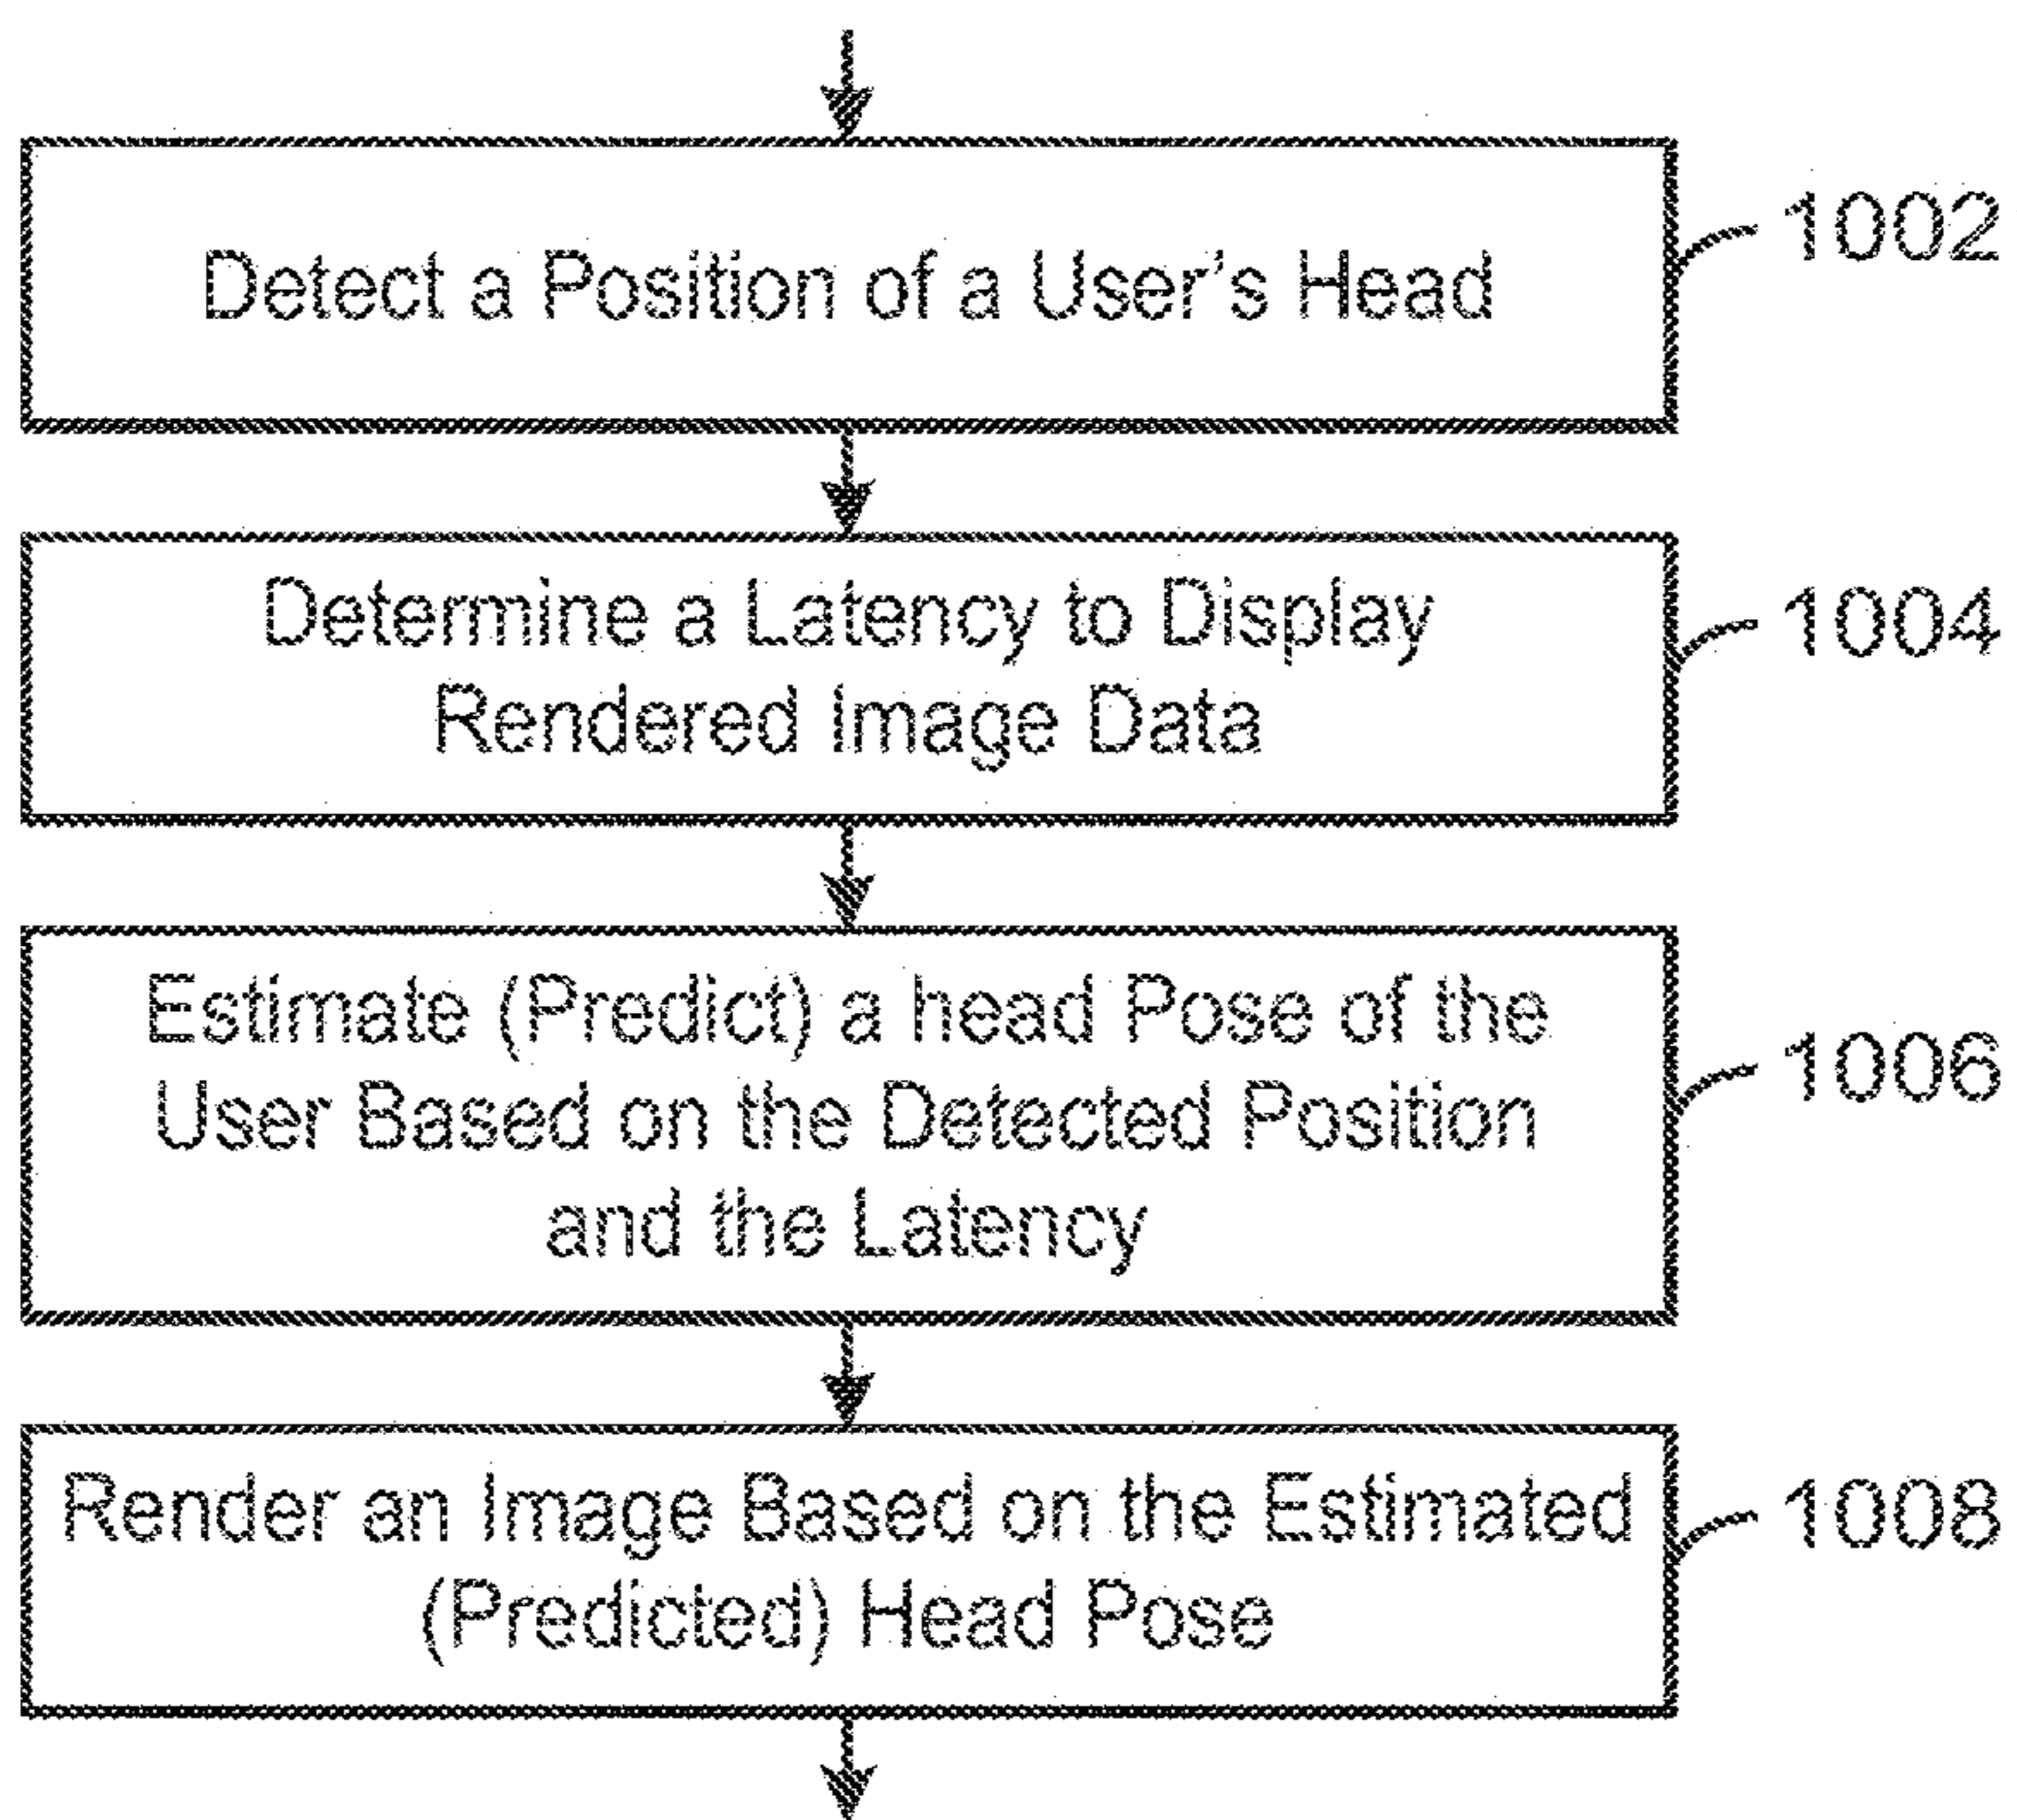 Detect a Position of a User's Head
1002
Determine a Latency to Display
Rendered Image Data
1004
Estimate (Predict) a head Pose of the
User Based on the Detected Position
and the Latency
1006
Render an Image Based on the Estimated
(Predicted) Head Pose
1008